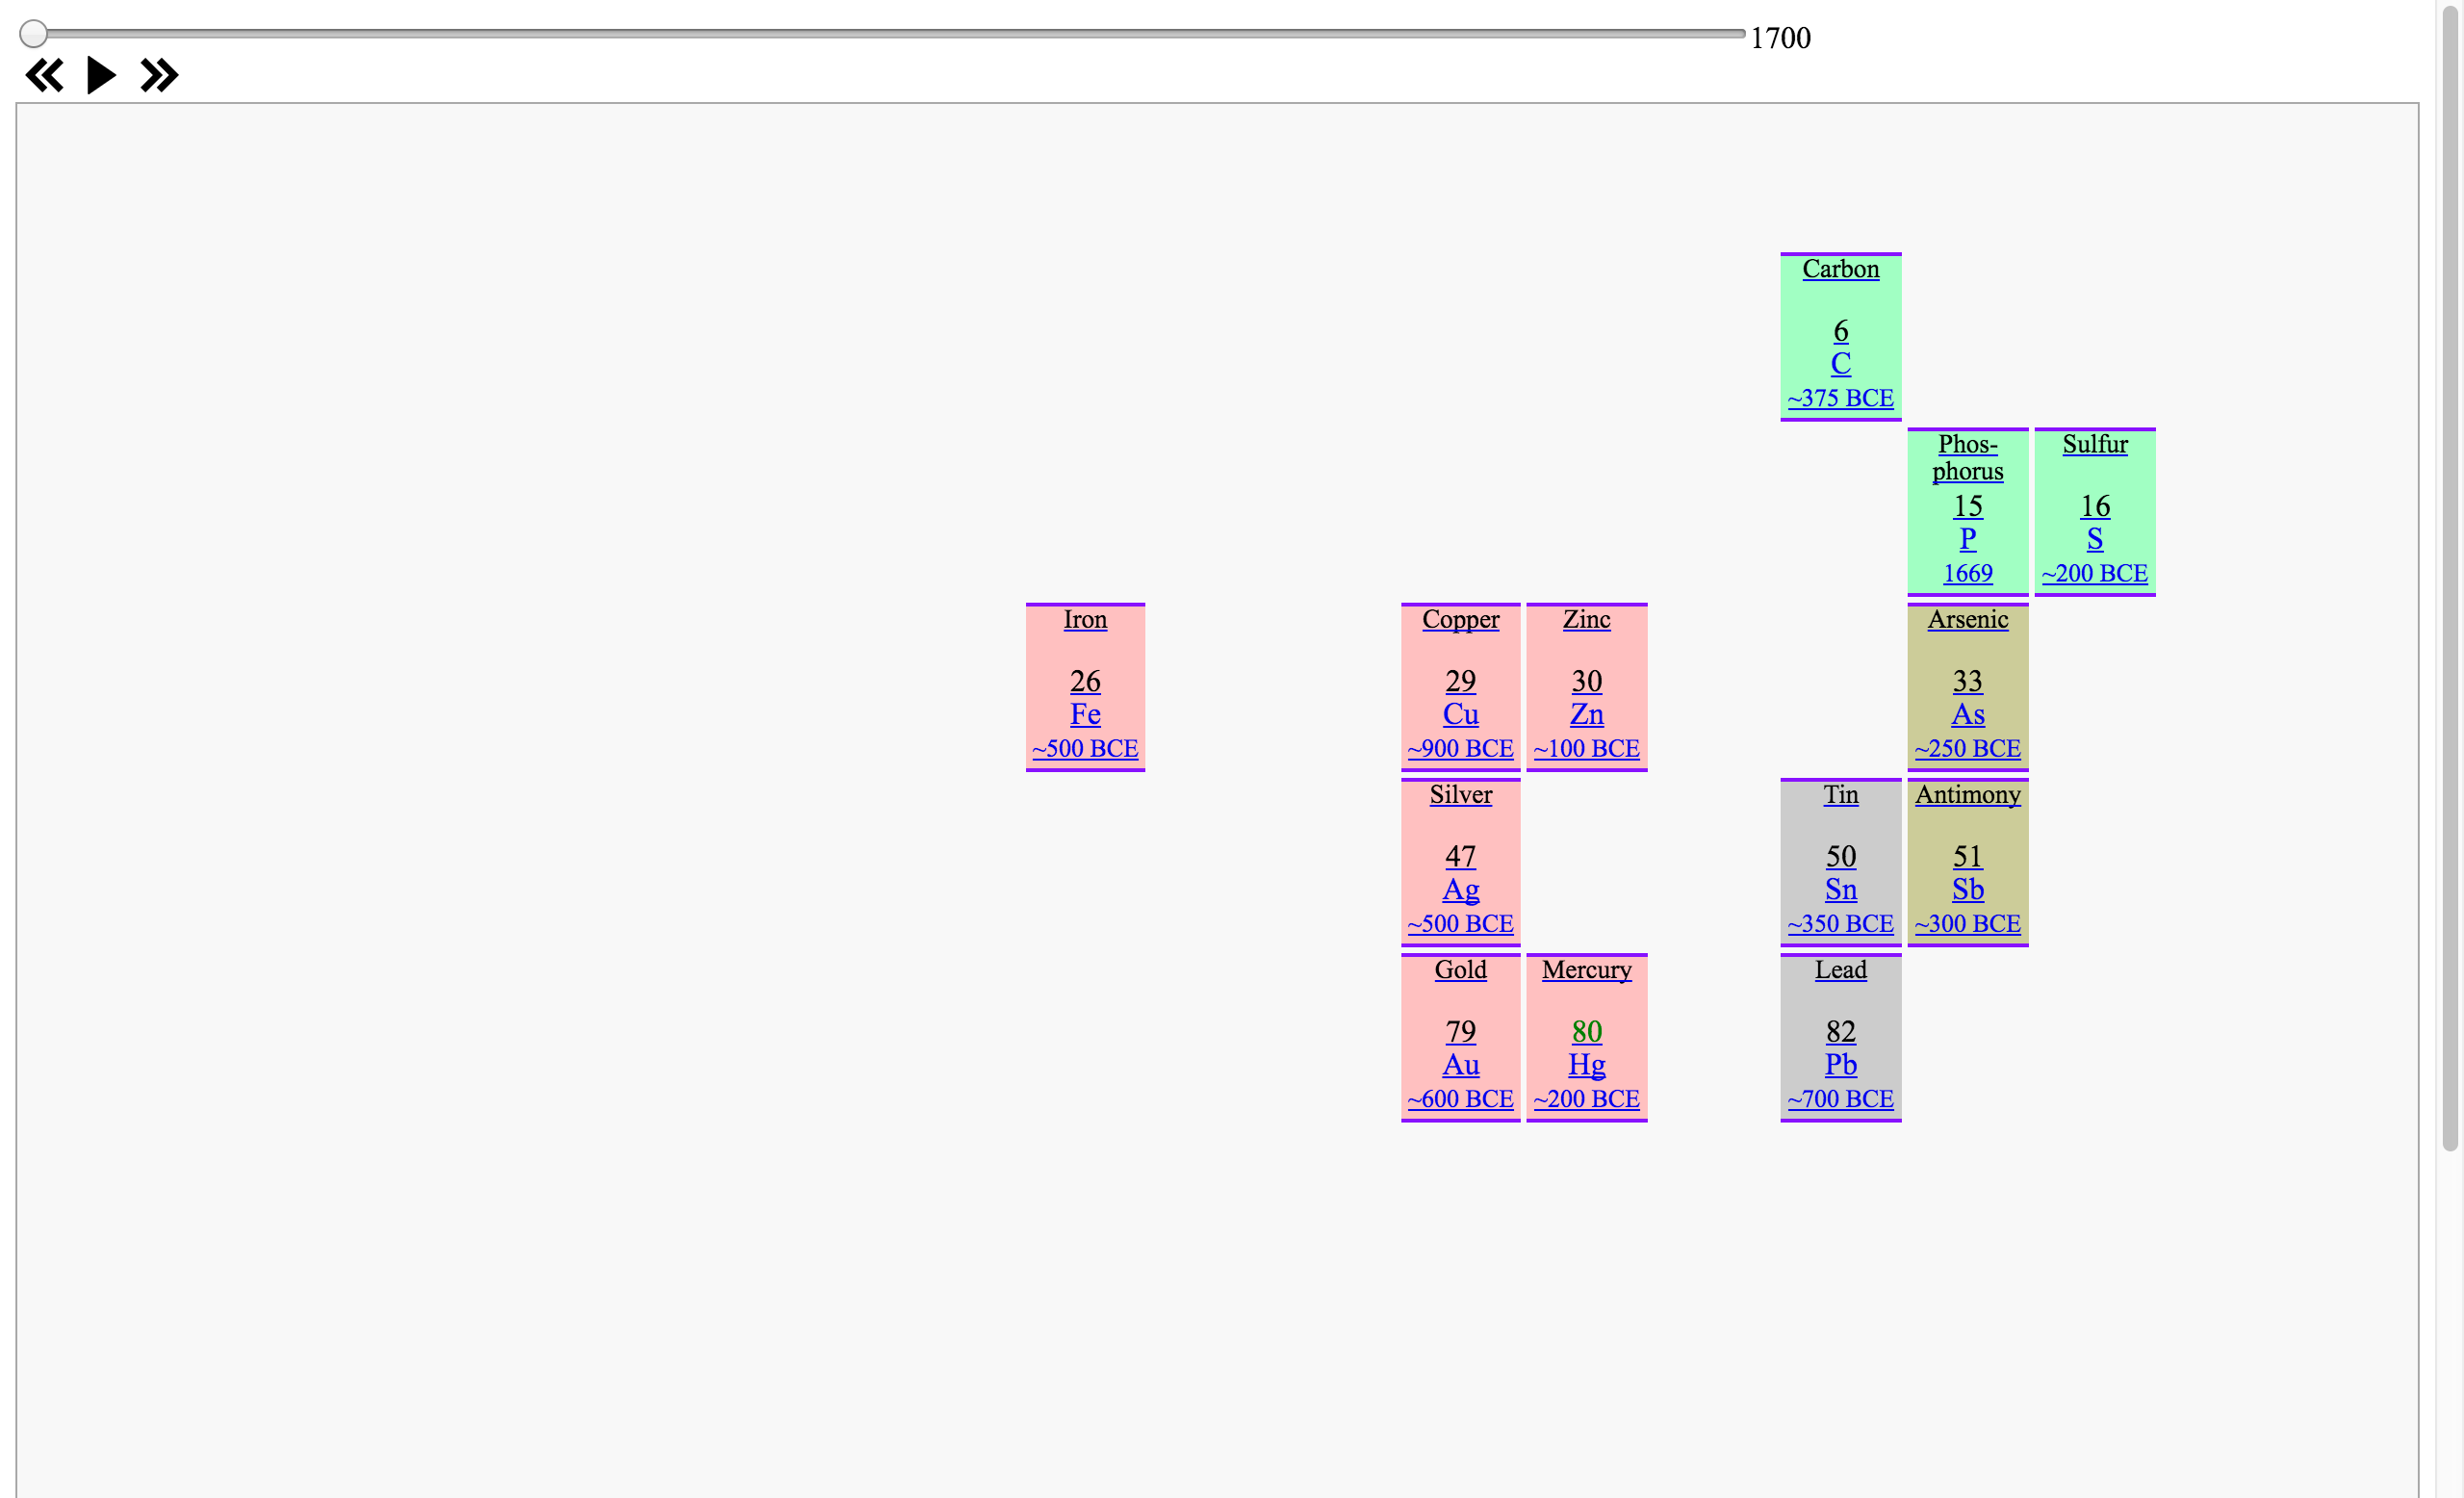 1700
Carbon
6
C
~375 BCE
Phos-
phorus
15
P
1669
Sulfur
16
S
~200 BCE
Iron
26
Fe
~500 BCE
Copper
29
Cu
~900 BCE
Zinc
30
Zn
~100 BCE
Arsenic
33
As
~250 BCE
Silver
47
Ag
~500 BCE
Tin
50
Sn
~350 BCE
Antimony
51
Sb
~300 BCE
Gold
79
Au
~600 BCE
Mercury
80
Hg
~200 BCE
Lead
82
Pb
~700 BCE